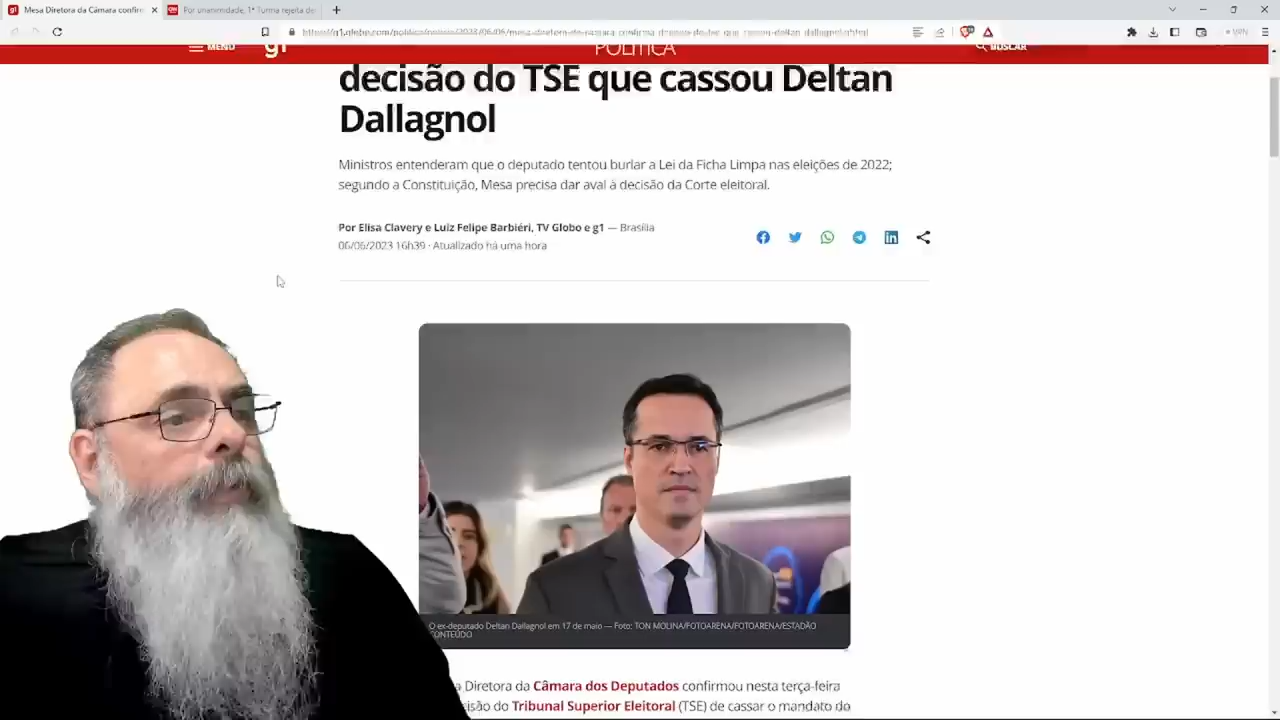 Mesa Diretora da Câmara confirm
Por unanimidade, 1ª Turma rejeita de
MENU
g1
POLÍTICA
BUSCAR
decisão do TSE que cassou Deltan
Dallagnol
Ministros entenderam que o deputado tentou burlar a Lei da Ficha Limpa nas eleições de 2022;
segundo a Constituição, Mesa precisa dar aval à decisão da Corte eleitoral.
Por Elisa Clavery e Luiz Felipe Barbiéri, TV Globo e g1 — Brasília
06/06/2023 16h39 · Atualizado há uma hora
O ex-deputado Deltan Dallagnol em 17 de maio — Foto: TON MOLINA/FOTOARENA/FOTOARENA/ESTADÃO
CONTEÚDO
a Diretora da Câmara dos Deputados confirmou nesta terça-feira
isão do Tribunal Superior Eleitoral (TSE) de cassar o mandato do